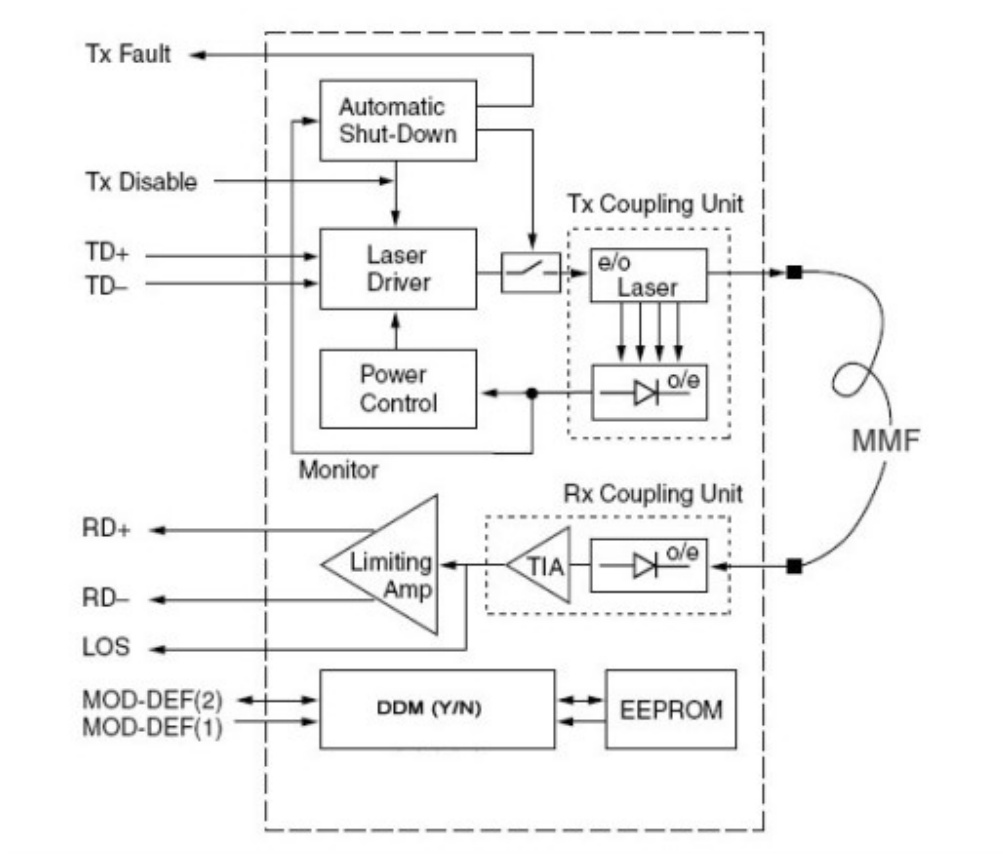 Tx Fault
Automatic
Shut-Down
Tx Disable
Tx Coupling Unit
TD+
TD–
Laser
Driver
e/o
Laser
Power
Control
o/e
MMF
Monitor
Rx Coupling Unit
RD+
Limiting
Amp
TIA
o/e
RD–
LOS
MOD-DEF(2)
MOD-DEF(1)
DDM (Y/N)
EEPROM